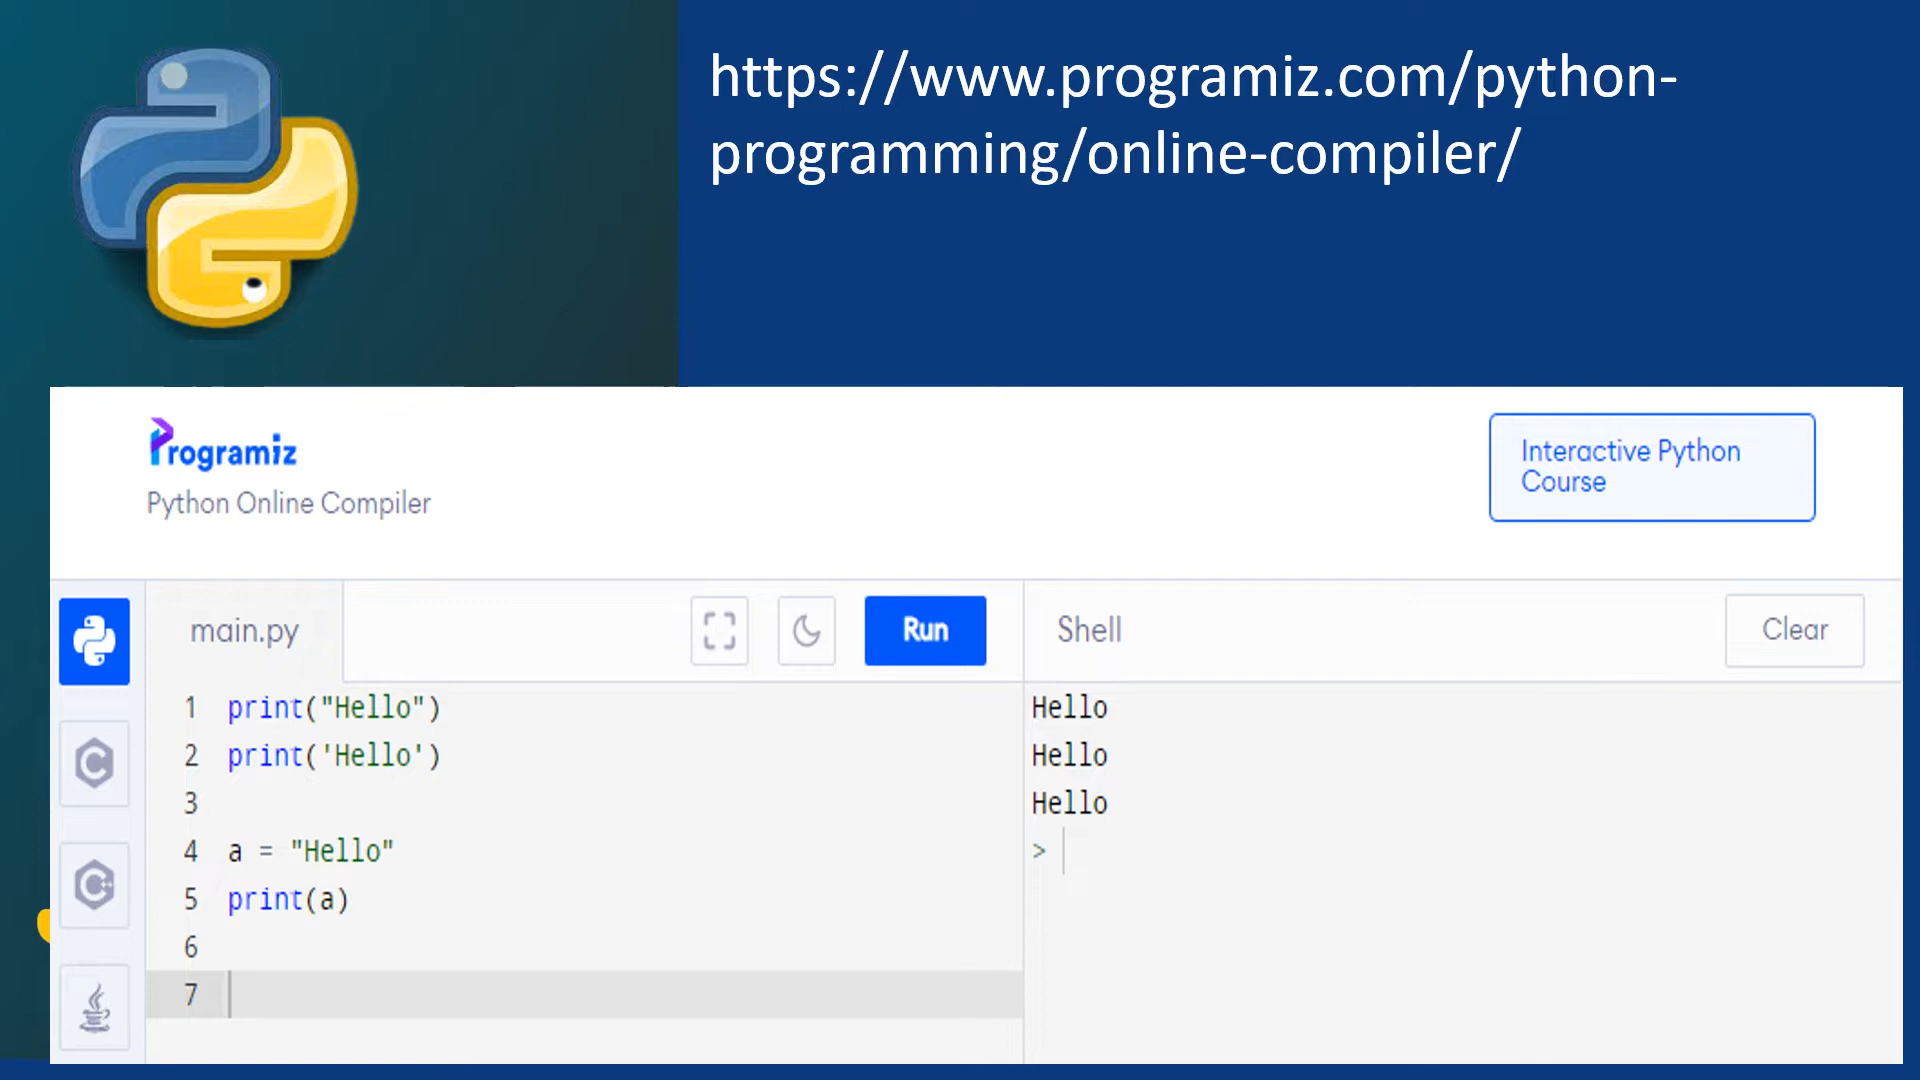 https://www.programiz.com/python-
programming/online-compiler/
Programiz
Python Online Compiler
Interactive Python
Course
main.py
Run
Shell
Clear
1 print("Hello")
2 print('Hello')
3
4 a = "Hello"
5 print(a)
6
7
Hello
Hello
Hello
>
C
C++